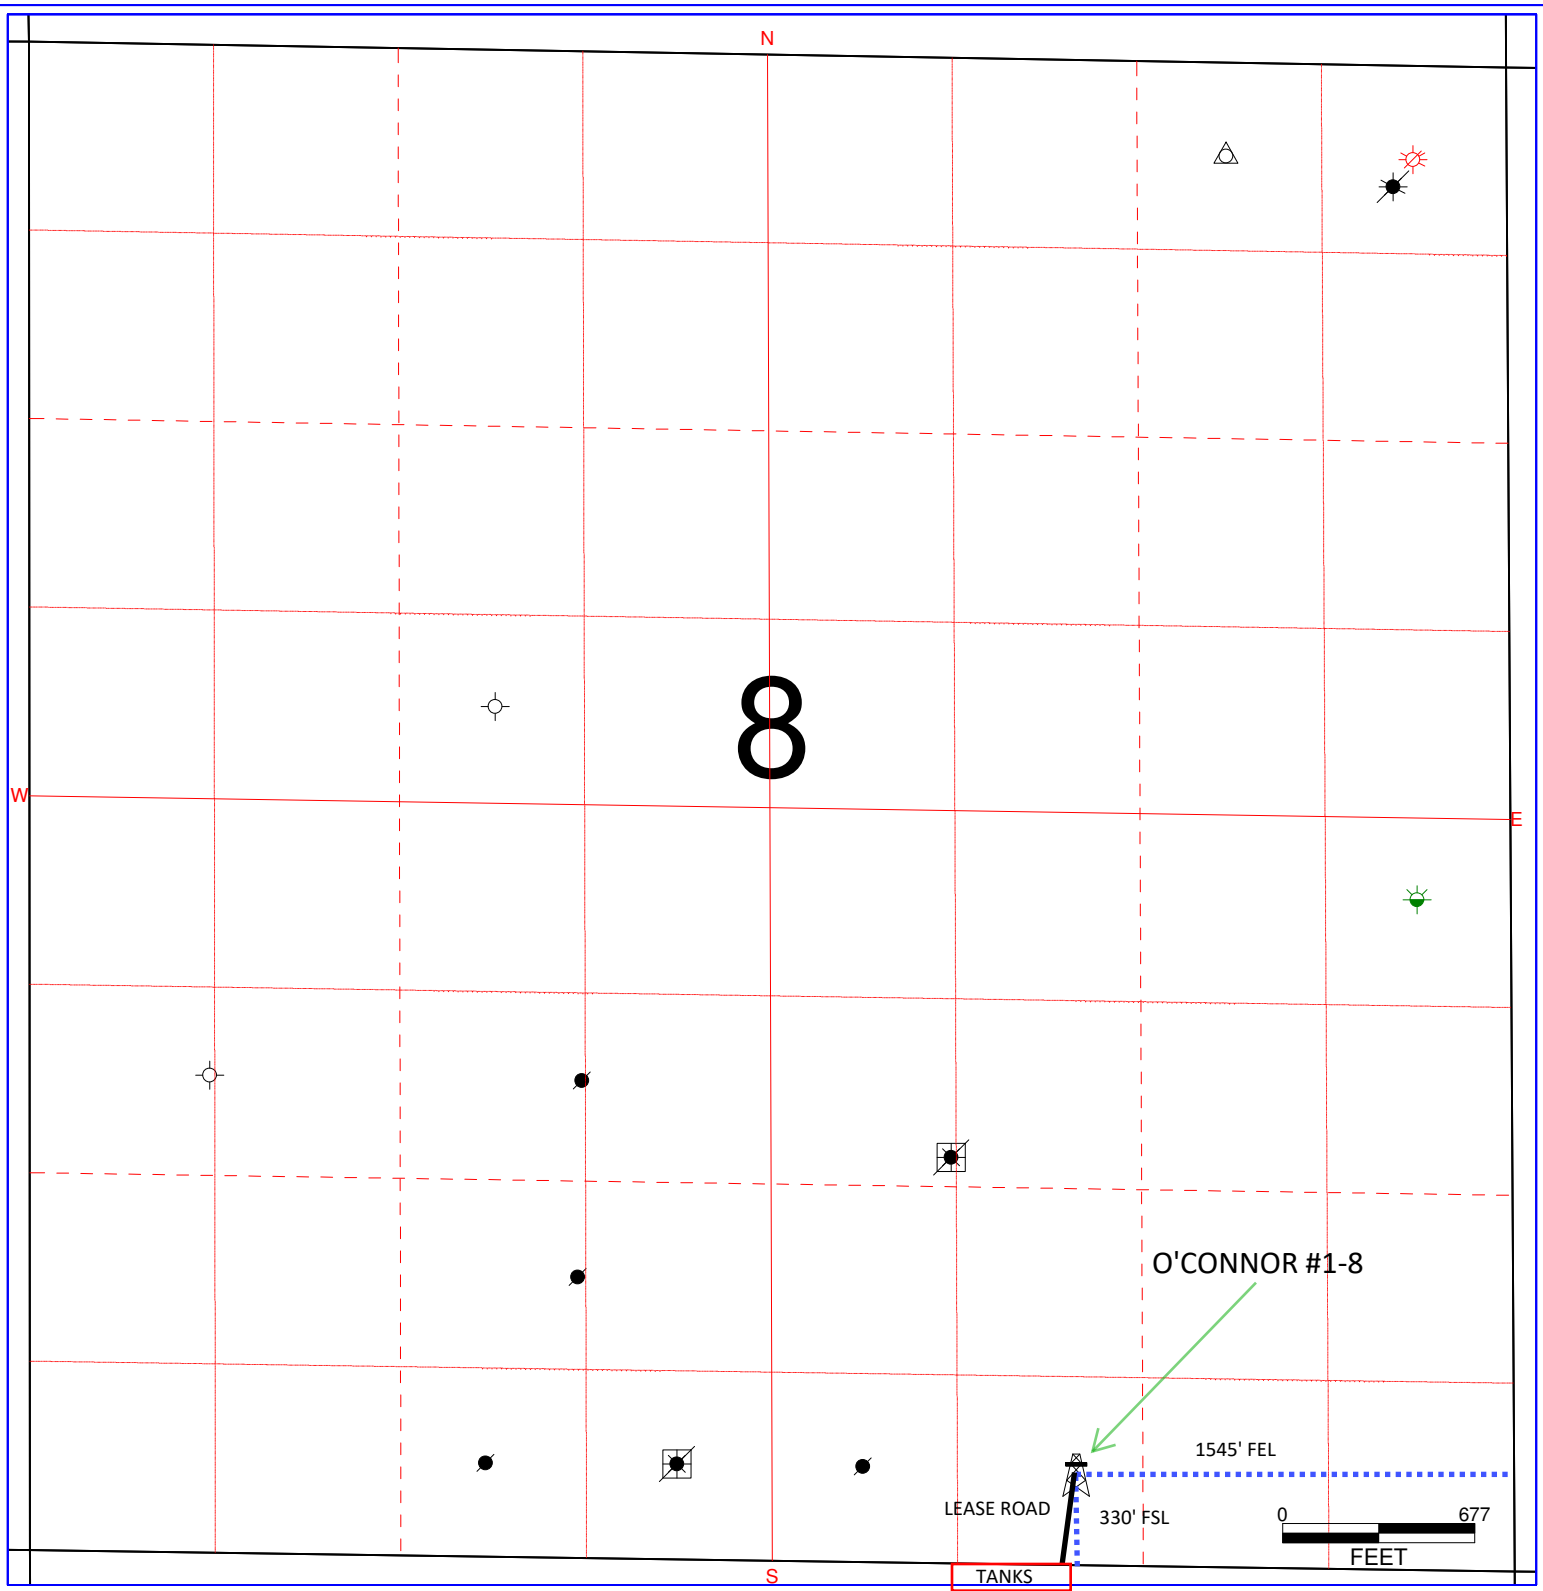 N
8
W
E
O'CONNOR #1-8
1545' FEL
LEASE ROAD
330' FSL
0 677
FEET
S
TANKS